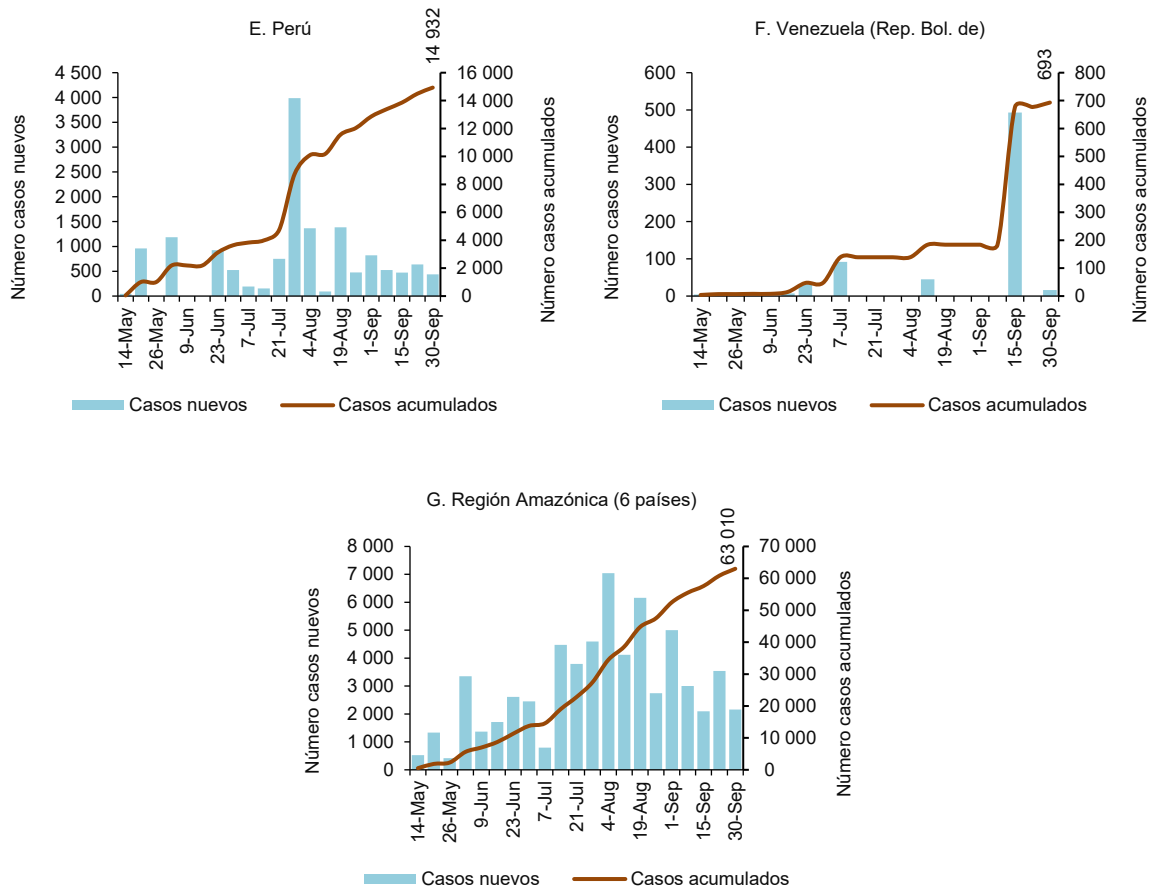 E. Perú
14 932
Número casos nuevos
4 500
4 000
3 500
3 000
2 500
2 000
1 500
1 000
500
0
16 000
14 000
12 000
10 000
8 000
6 000
4 000
2 000
0
Número casos acumulados
14-May
26-May
9-Jun
23-Jun
7-Jul
21-Jul
4-Aug
19-Aug
1-Sep
15-Sep
30-Sep
Casos nuevos
Casos acumulados
F. Venezuela (Rep. Bol. de)
693
Número casos nuevos
600
500
400
300
200
100
0
800
700
600
500
400
300
200
100
0
Número casos acumulados
14-May
26-May
9-Jun
23-Jun
7-Jul
21-Jul
4-Aug
19-Aug
1-Sep
15-Sep
30-Sep
Casos nuevos
Casos acumulados
G. Región Amazónica (6 países)
63 010
Número casos nuevos
8 000
7 000
6 000
5 000
4 000
3 000
2 000
1 000
0
70 000
60 000
50 000
40 000
30 000
20 000
10 000
0
Número casos acumulados
14-May
26-May
9-Jun
23-Jun
7-Jul
21-Jul
4-Aug
19-Aug
1-Sep
15-Sep
30-Sep
Casos nuevos
Casos acumulados